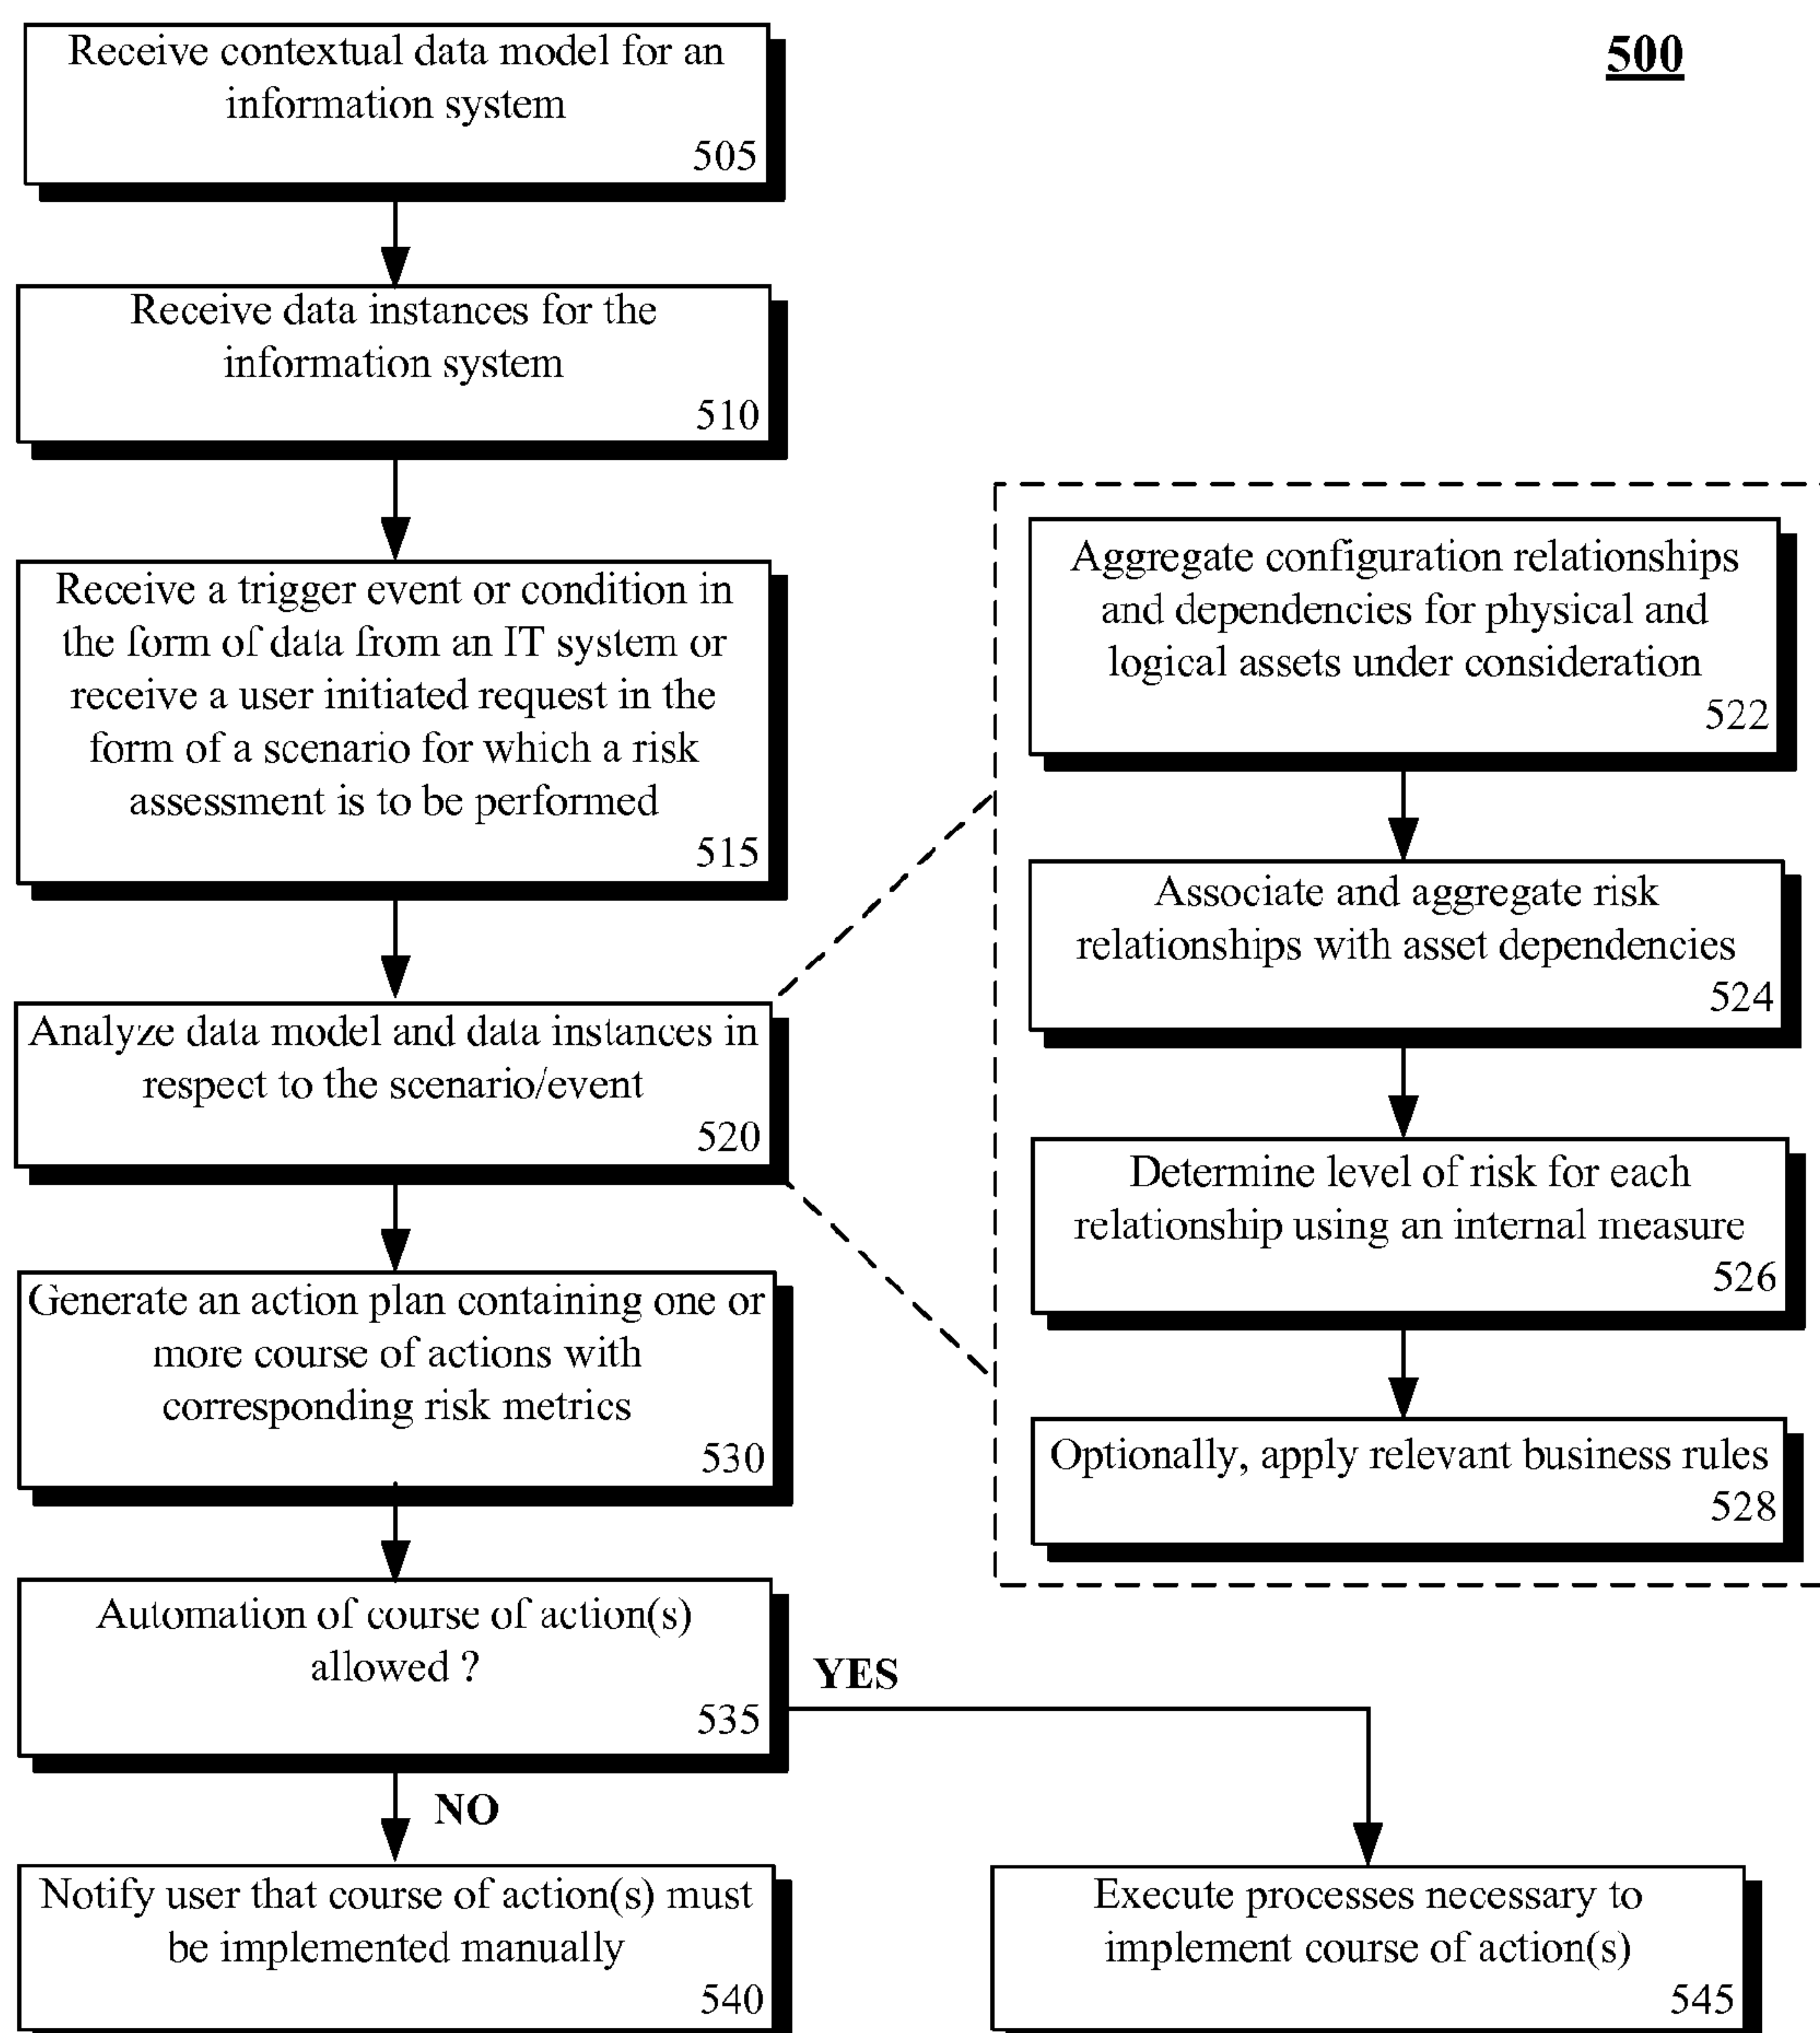 500
Receive contextual data model for an
information system
505
Receive data instances for the
information system
510
Receive a trigger event or condition in
the form of data from an IT system or
receive a user initiated request in the
form of a scenario for which a risk
assessment is to be performed
515
Analyze data model and data instances in
respect to the scenario/event
520
Aggregate configuration relationships
and dependencies for physical and
logical assets under consideration
522
Associate and aggregate risk
relationships with asset dependencies
524
Determine level of risk for each
relationship using an internal measure
526
Optionally, apply relevant business rules
528
Generate an action plan containing one or
more course of actions with
corresponding risk metrics
530
Automation of course of action(s)
allowed ?
535
YES
NO
Notify user that course of action(s) must
be implemented manually
540
Execute processes necessary to
implement course of action(s)
545